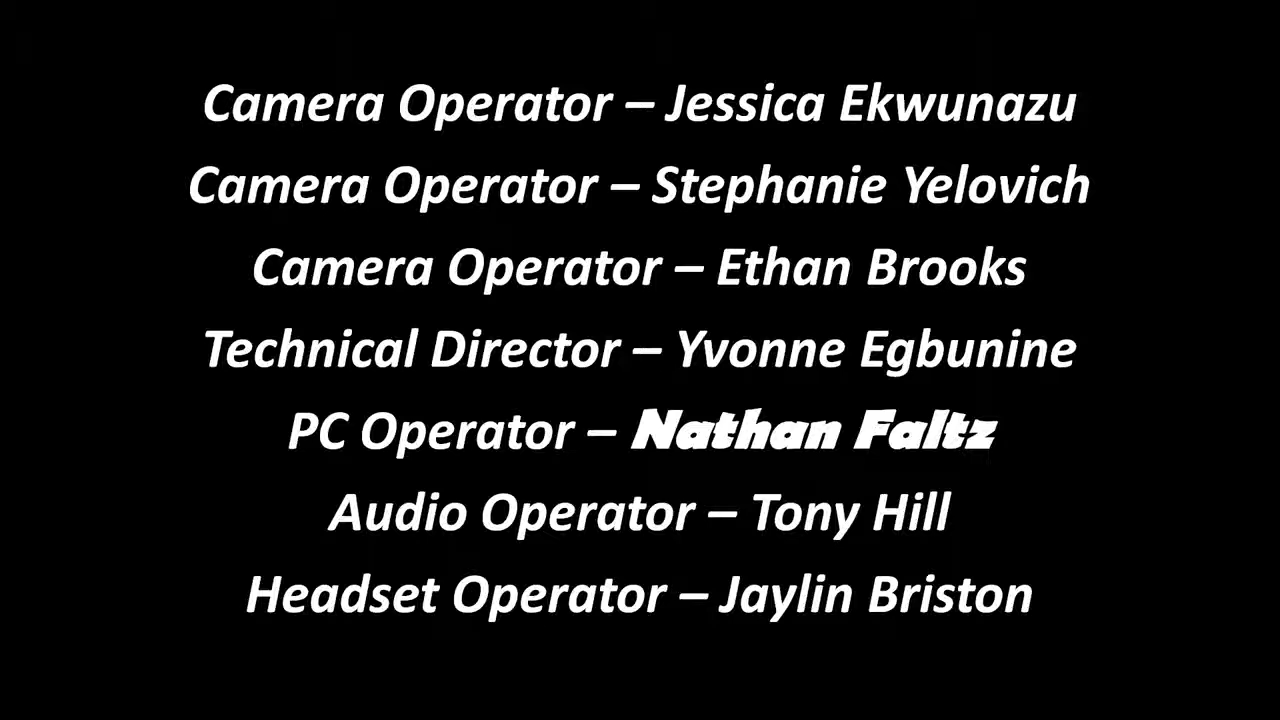 Camera Operator – Jessica Ekwunazu
Camera Operator – Stephanie Yelovich
Camera Operator – Ethan Brooks
Technical Director – Yvonne Egbunine
PC Operator – Nathan Faltz
Audio Operator – Tony Hill
Headset Operator – Jaylin Briston